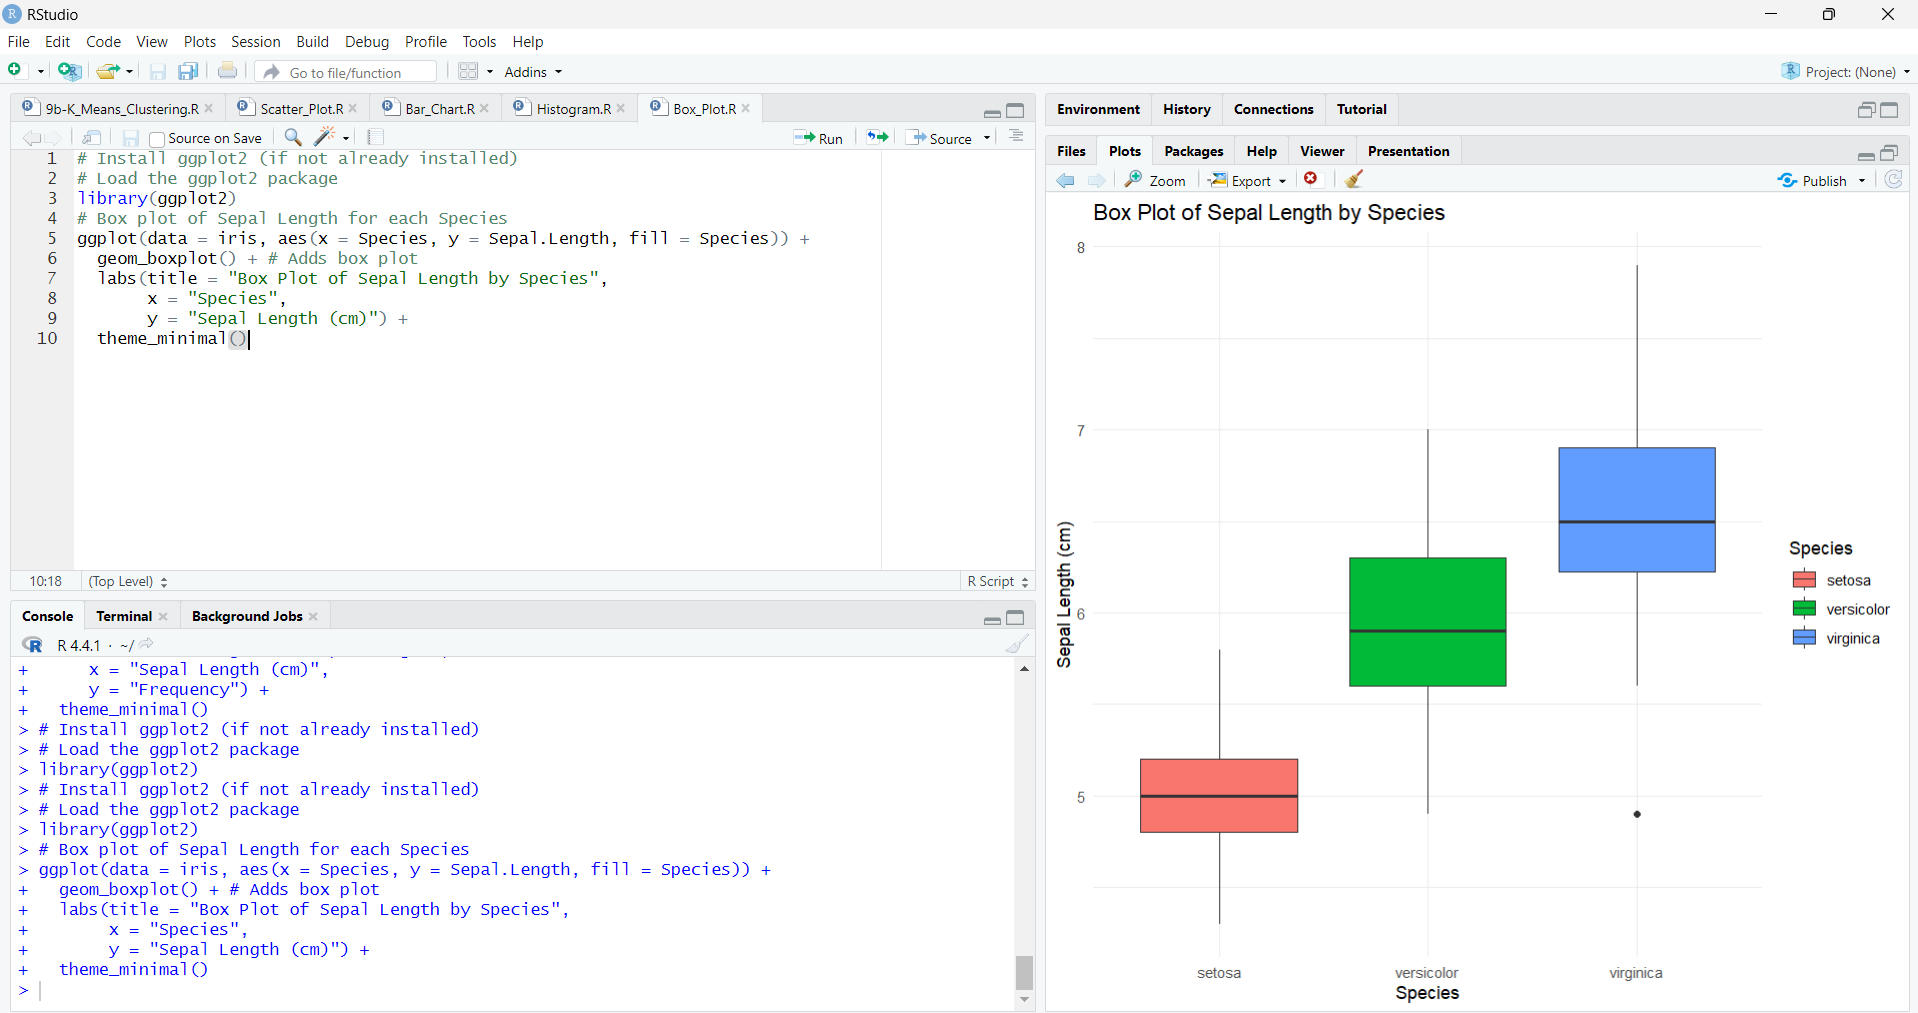 RStudio
File Edit Code View Plots Session Build Debug Profile Tools Help
Go to file/function Addins Project: (None)
9b-K_Means_Clustering.R Scatter_Plot.R Bar_Chart.R Histogram.R Box_Plot.R
Source on Save Run Source
1 # Install ggplot2 (if not already installed)
2 # Load the ggplot2 package
3 library(ggplot2)
4 # Box plot of Sepal Length for each Species
5 ggplot(data = iris, aes(x = Species, y = Sepal.Length, fill = Species)) +
6   geom_boxplot() + # Adds box plot
7   labs(title = "Box Plot of Sepal Length by Species",
8        x = "Species",
9        y = "Sepal Length (cm)") +
10   theme_minimal()
10:18 (Top Level) R Script
Console Terminal Background Jobs
R 4.4.1 · ~/
+       x = "Sepal Length (cm)",
+       y = "Frequency") +
+   theme_minimal()
> # Install ggplot2 (if not already installed)
> # Load the ggplot2 package
> library(ggplot2)
> # Install ggplot2 (if not already installed)
> # Load the ggplot2 package
> library(ggplot2)
> # Box plot of Sepal Length for each Species
> ggplot(data = iris, aes(x = Species, y = Sepal.Length, fill = Species)) +
+   geom_boxplot() + # Adds box plot
+   labs(title = "Box Plot of Sepal Length by Species",
+        x = "Species",
+        y = "Sepal Length (cm)") +
+   theme_minimal()
>
Environment History Connections Tutorial
Files Plots Packages Help Viewer Presentation
Zoom Export Publish
Box Plot of Sepal Length by Species
8
7
6
5
Sepal Length (cm)
setosa versicolor virginica
Species
Species
setosa
versicolor
virginica